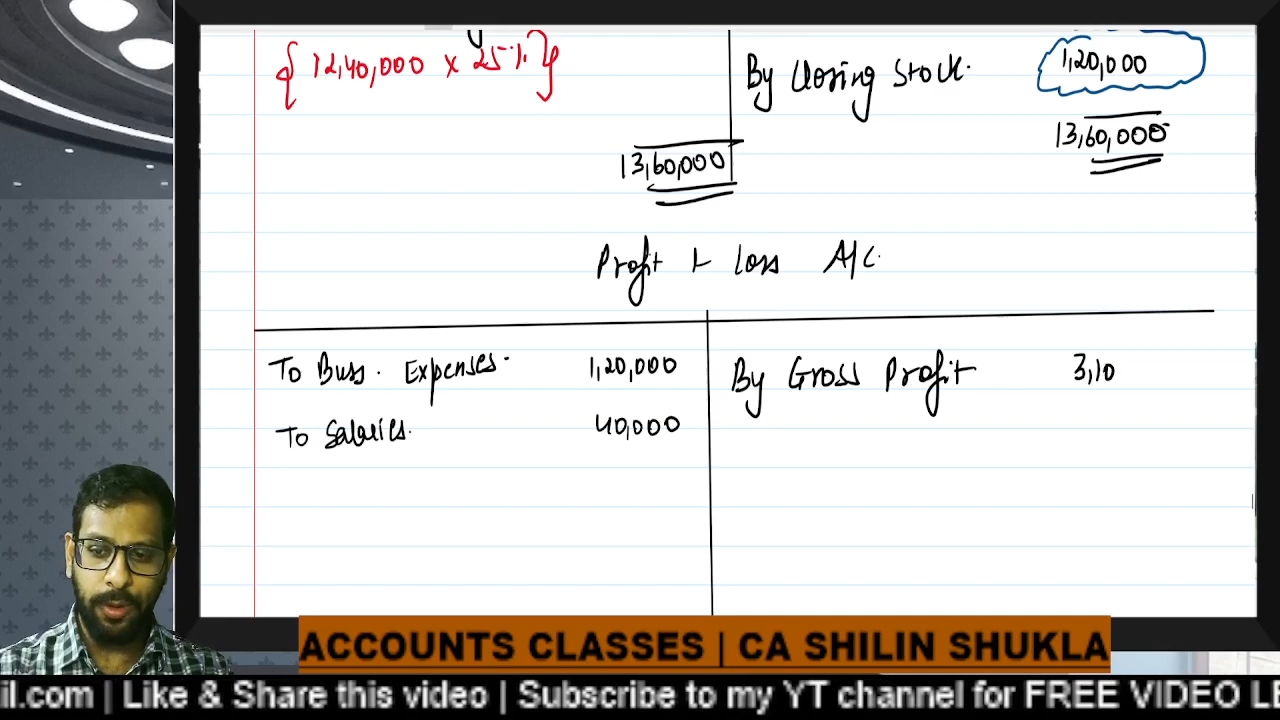 { 12,40,000 x 25%. }
By Closing Stock.
1,20,000
13,60,000
13,60,000
Profit & Loss A/C.
To Buss. Expenses.
1,20,000
By Gross Profit
3,10
To Salaries.
40,000
ACCOUNTS CLASSES | CA SHILIN SHUKLA
il.com | Like & Share this video | Subscribe to my YT channel for FREE VIDEO LE